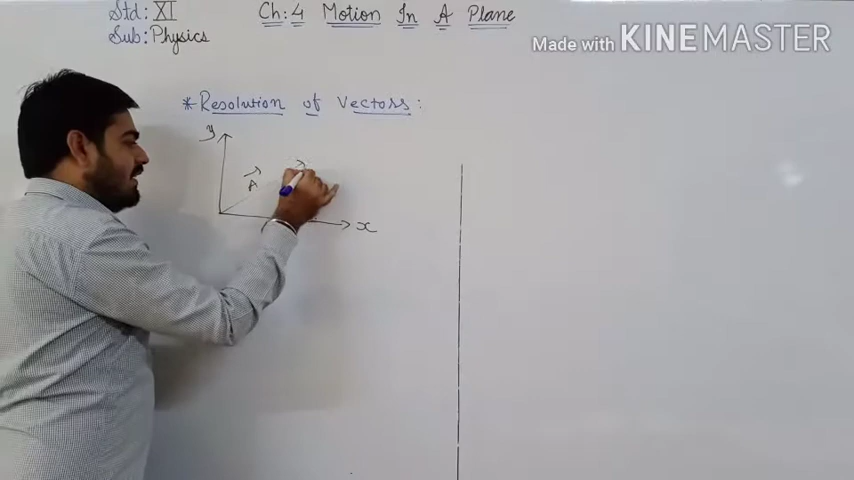 Std: XI
Ch: 4 Motion In A Plane
Sub: Physics
Made with KINEMASTER
* Resolution of Vectors:
y
A
x